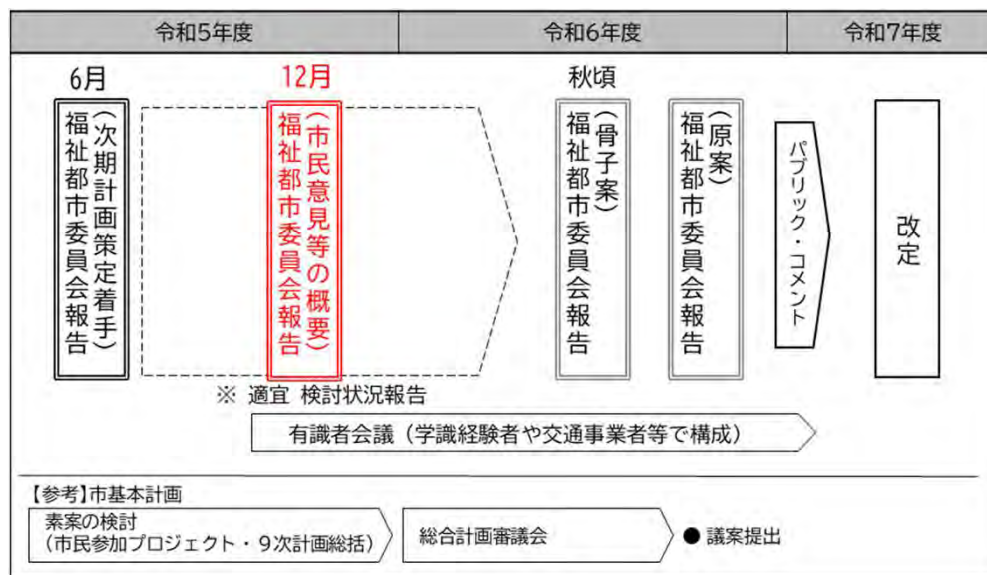 令和5年度
令和6年度
令和7年度
6月
12月
秋頃
(次期計画策定着手)
福祉都市委員会報告
(市民意見等の概要)
福祉都市委員会報告
(骨子案)
福祉都市委員会報告
(原案)
福祉都市委員会報告
パブリック・コメント
改定
※ 適宜 検討状況報告
有識者会議（学識経験者や交通事業者等で構成）
【参考】市基本計画
素案の検討
（市民参加プロジェクト・９次計画総括）
総合計画審議会
● 議案提出